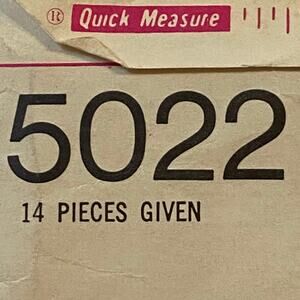 ® Quick Measure
5022
14 PIECES GIVEN